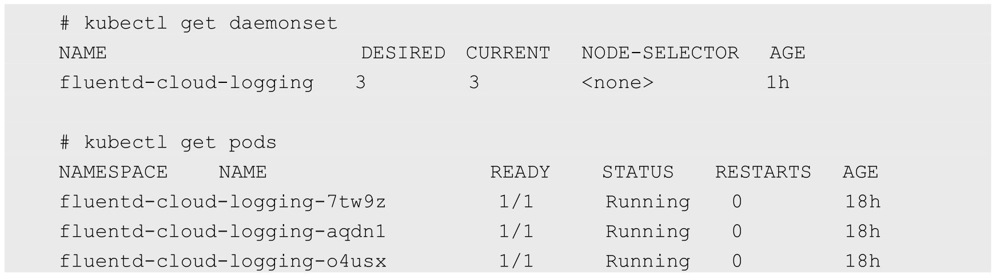 # kubectl get daemonset
NAME DESIRED CURRENT NODE-SELECTOR AGE
fluentd-cloud-logging 3 3 <none> 1h
# kubectl get pods
NAMESPACE NAME READY STATUS RESTARTS AGE
fluentd-cloud-logging-7tw9z 1/1 Running 0 18h
fluentd-cloud-logging-aqdn1 1/1 Running 0 18h
fluentd-cloud-logging-o4usx 1/1 Running 0 18h